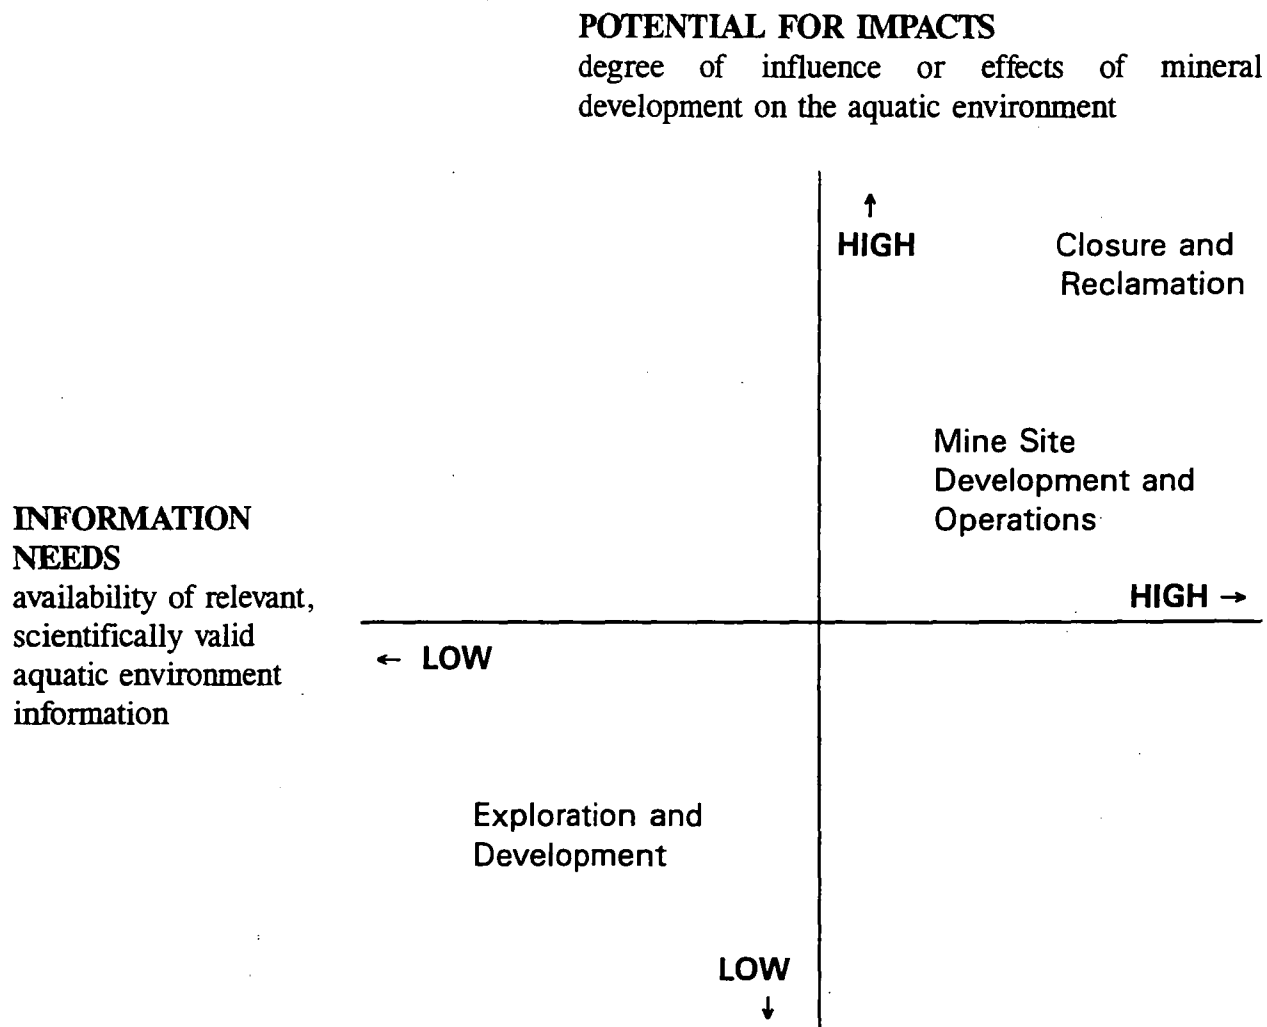 POTENTIAL FOR IMPACTS
degree of influence or effects of mineral
development on the aquatic environment
↑
HIGH
Closure and
Reclamation
Mine Site
Development and
Operations
INFORMATION
NEEDS
availability of relevant,
scientifically valid
aquatic environment
information
HIGH →
← LOW
Exploration and
Development
LOW
↓